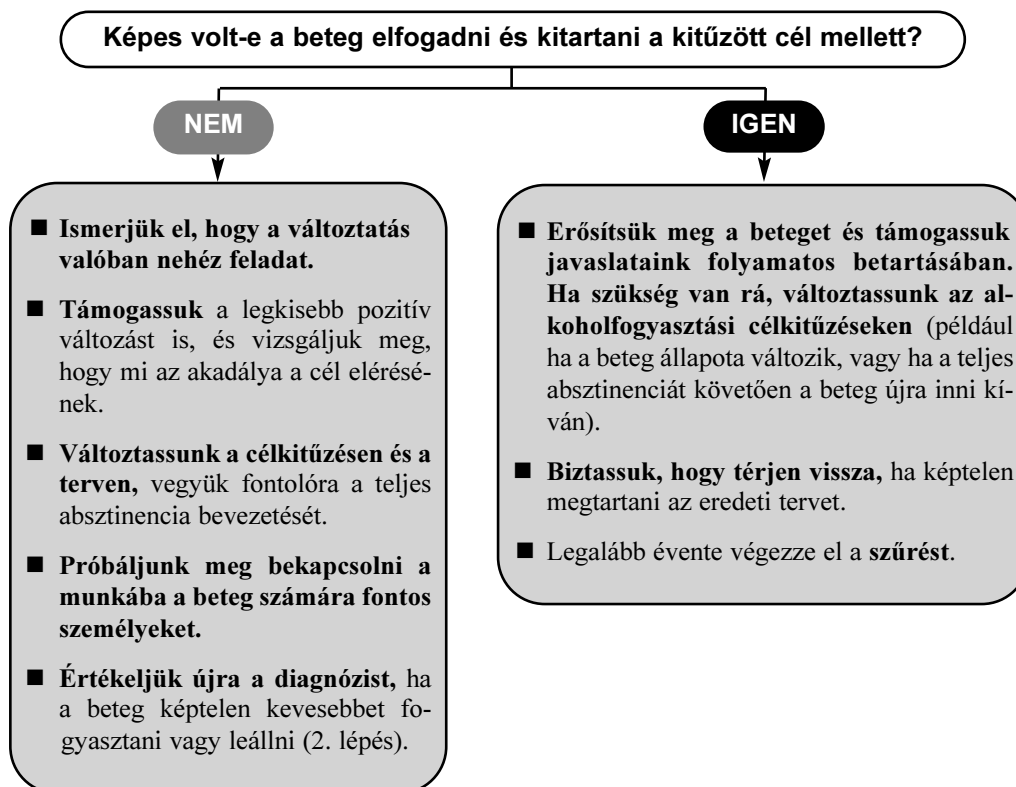 Képes volt-e a beteg elfogadni és kitartani a kitűzött cél mellett?
NEM
■ Ismerjük el, hogy a változtatás
valóban nehéz feladat.
■ Támogassuk a legkisebb pozitív
változást is, és vizsgáljuk meg,
hogy mi az akadálya a cél elérésé-
nek.
■ Változtassunk a célkitűzésen és a
terven, vegyük fontolóra a teljes
absztinencia bevezetését.
■ Próbáljunk meg bekapcsolni a
munkába a beteg számára fontos
személyeket.
■ Értékeljük újra a diagnózist, ha
a beteg képtelen kevesebbet fo-
gyasztani vagy leállni (2. lépés).
IGEN
■ Erősítsük meg a beteget és támogassuk
javaslataink folyamatos betartásában.
Ha szükség van rá, változtassunk az al-
koholfogyasztási célkitűzéseken (például
ha a beteg állapota változik, vagy ha a teljes
absztinenciát követően a beteg újra inni kí-
ván).
■ Biztassuk, hogy térjen vissza, ha képtelen
megtartani az eredeti tervet.
■ Legalább évente végezze el a szűrést.